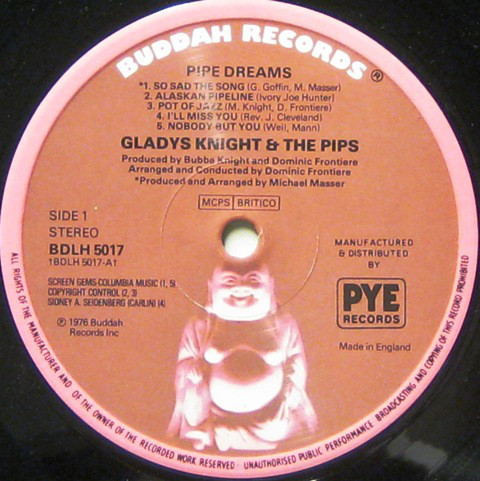 BUDDAH RECORDS ®
PIPE DREAMS
*1. SO SAD THE SONG (G. Goffin, M. Masser)
2. ALASKAN PIPELINE (Ivory Joe Hunter)
3. POT OF JAZZ (M. Knight, D. Frontiere)
4. I'LL MISS YOU (Rev. J. Cleveland)
5. NOBODY BUT YOU (Weil, Mann)
GLADYS KNIGHT & THE PIPS
Produced by Bubba Knight and Dominic Frontiere
Arranged and Conducted by Dominic Frontiere
*Produced and Arranged by Michael Masser
MCPS BRITICO
SIDE 1
STEREO
BDLH 5017
†BDLH 5017-A†
MANUFACTURED
& DISTRIBUTED
BY
PYE
RECORDS
Made in England
SCREEN GEMS-COLUMBIA MUSIC (1, 5)
COPYRIGHT CONTROL (2, 3)
SIDNEY A. SEIDENBERG (CARLIN) (4)
℗ 1976 Buddah
Records Inc
ALL RIGHTS OF THE MANUFACTURER AND OF THE OWNER OF THE RECORDED WORK RESERVED · UNAUTHORISED PUBLIC PERFORMANCE BROADCASTING AND COPYING OF THIS RECORD PROHIBITED